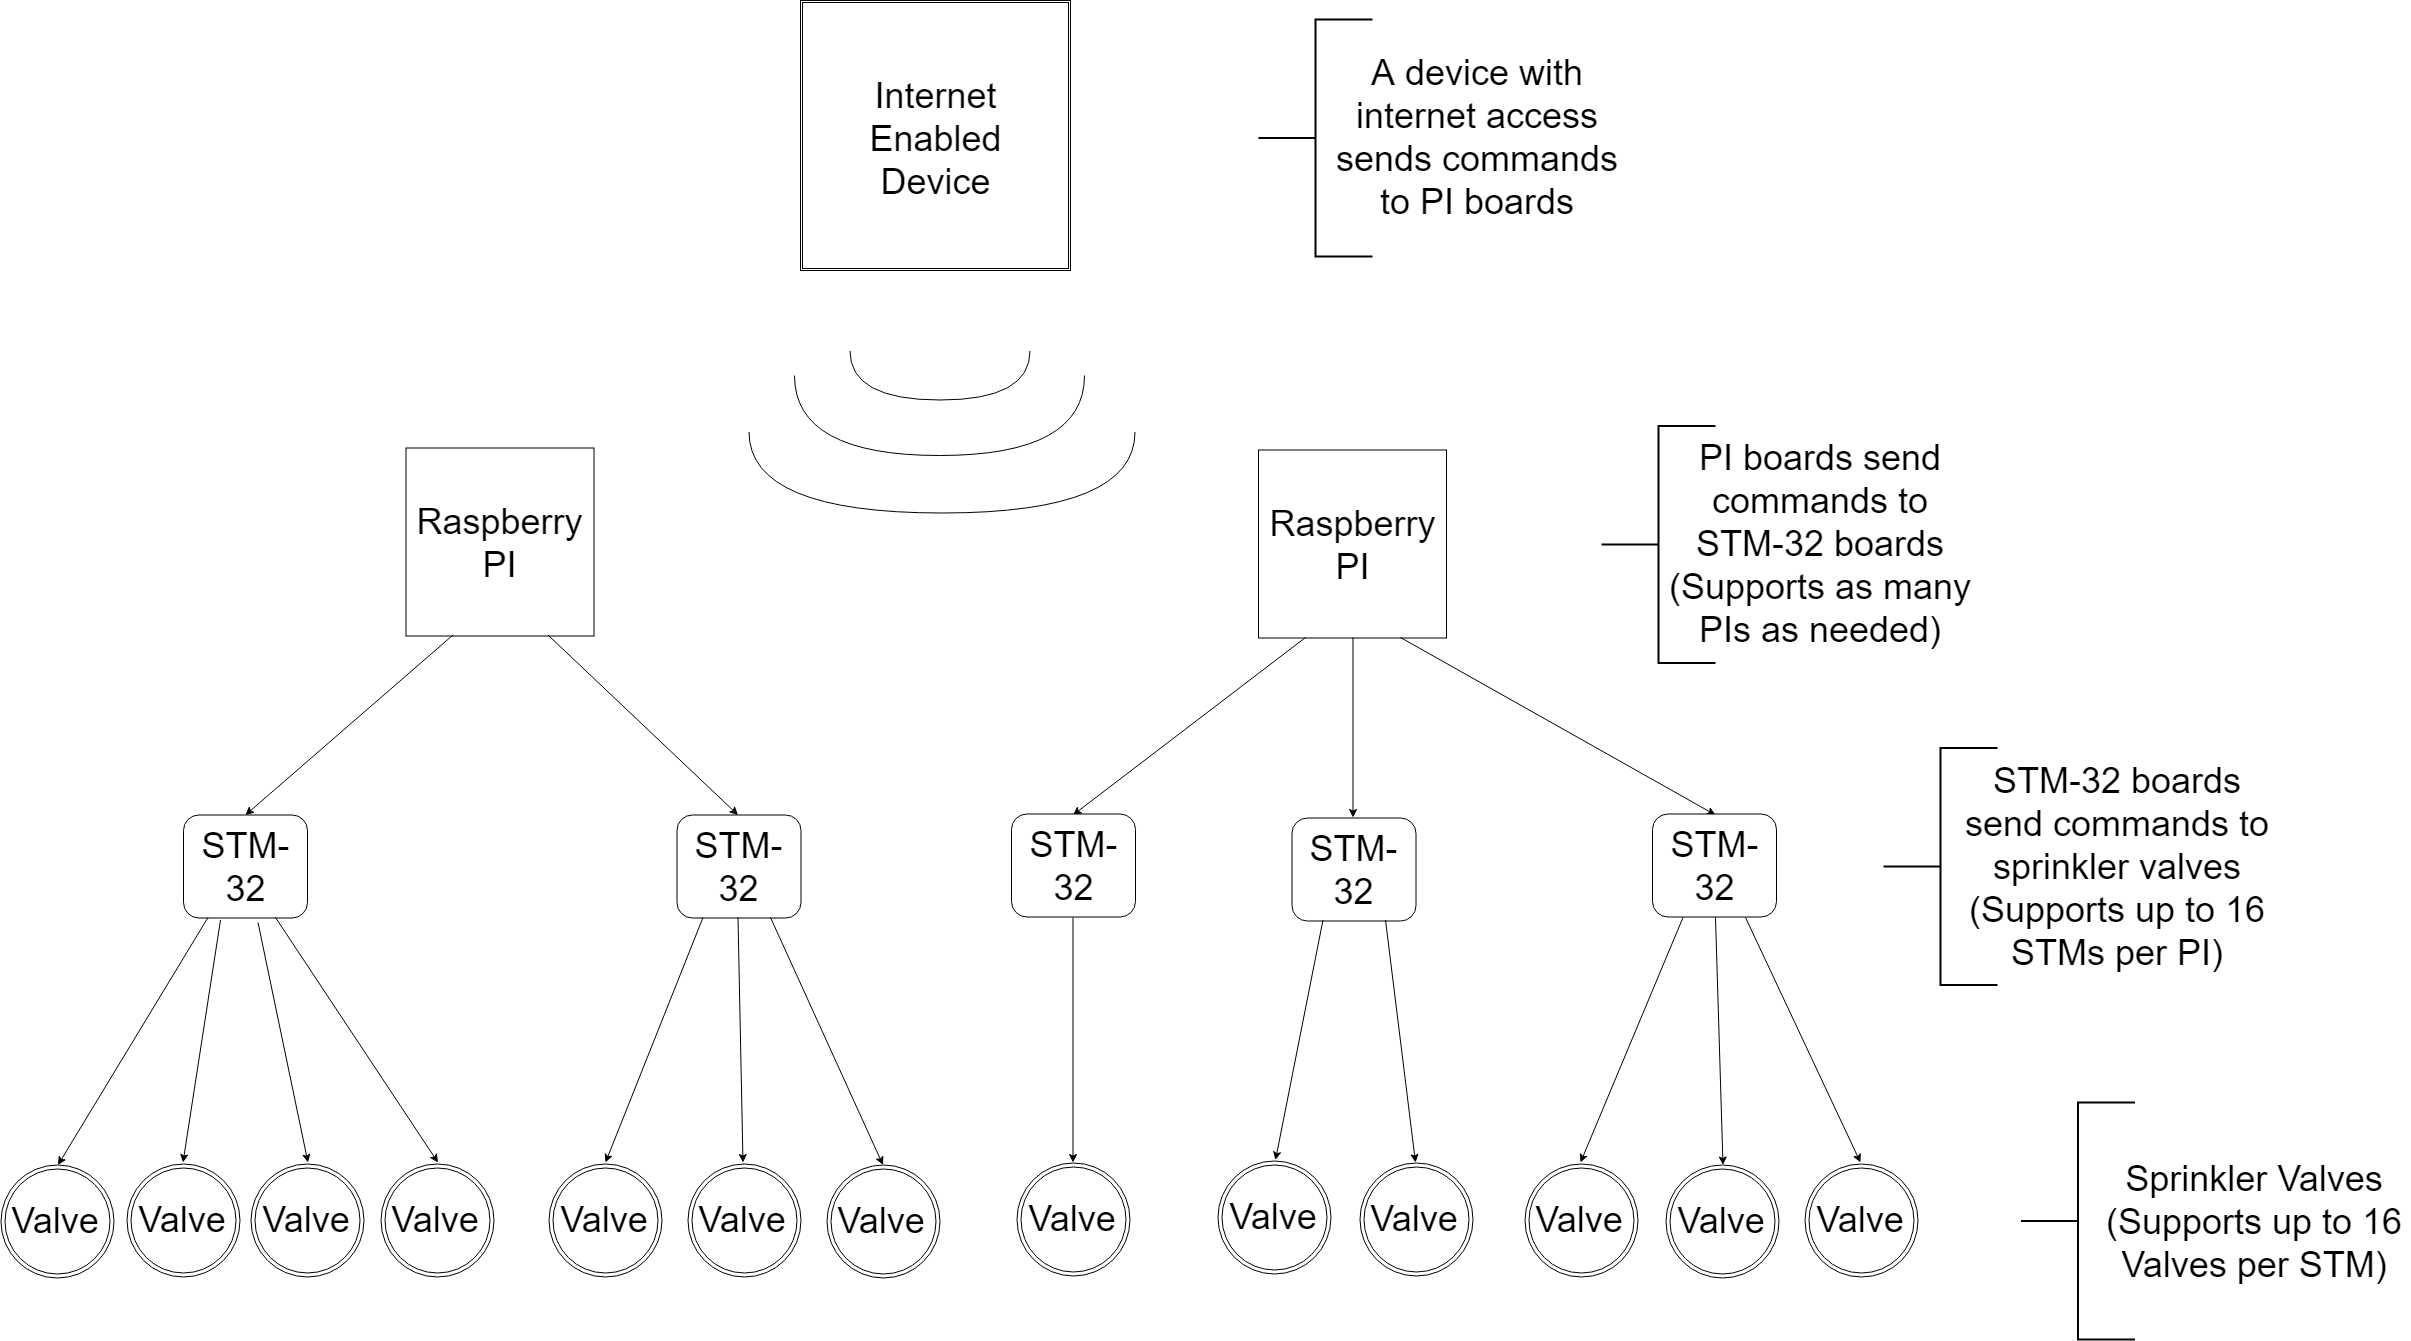 Internet
Enabled
Device
A device with
internet access
sends commands
to PI boards
Raspberry
PI
Raspberry
PI
PI boards send
commands to
STM-32 boards
(Supports as many
PIs as needed)
STM-
32
STM-
32
STM-
32
STM-
32
STM-
32
STM-32 boards
send commands to
sprinkler valves
(Supports up to 16
STMs per PI)
Valve
Valve
Valve
Valve
Valve
Valve
Valve
Valve
Valve
Valve
Valve
Valve
Valve
Sprinkler Valves
(Supports up to 16
Valves per STM)